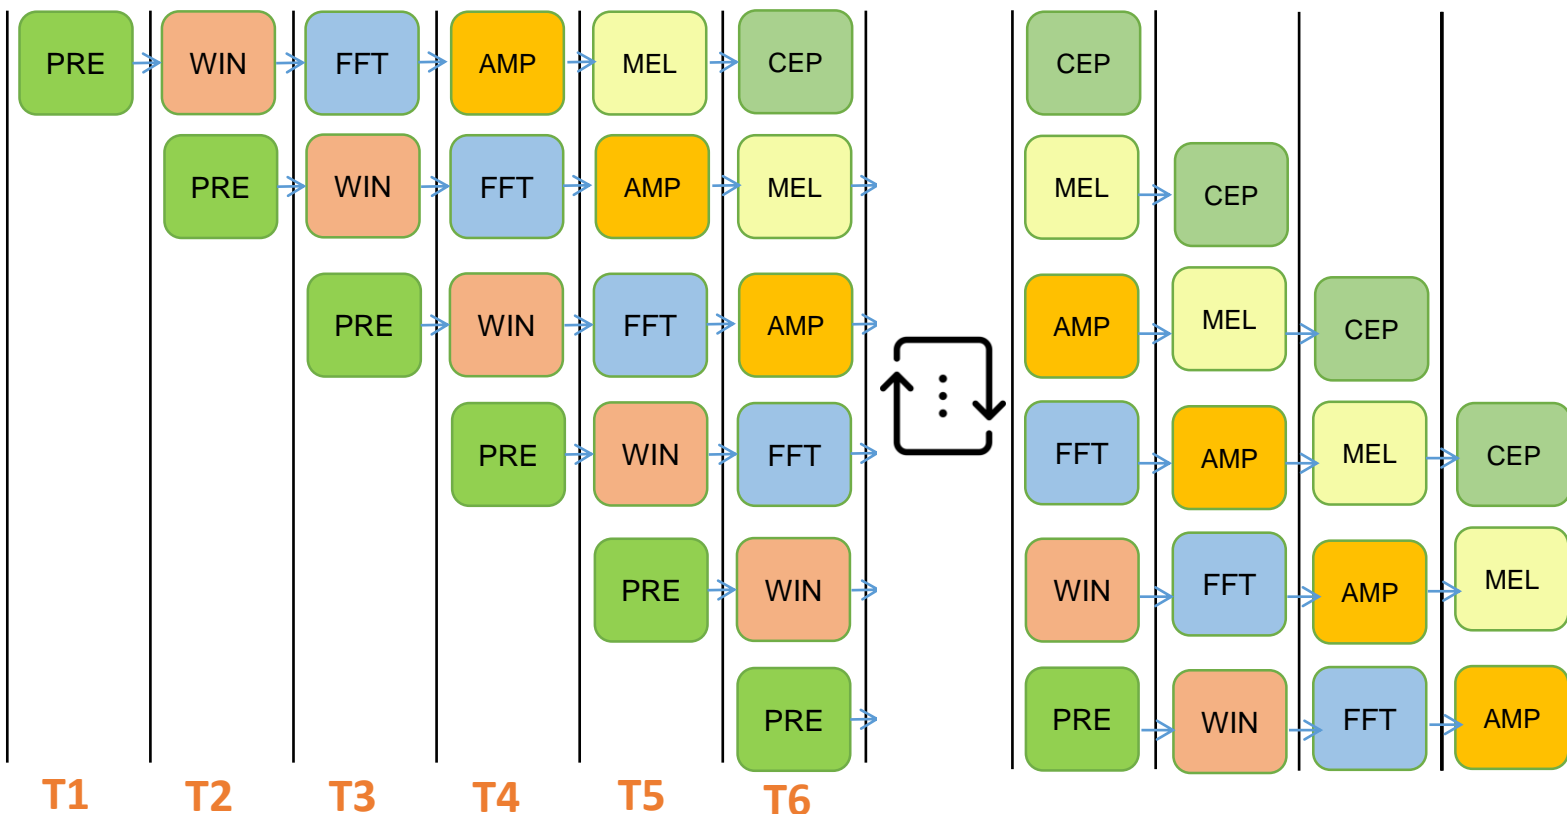 PRE WIN FFT AMP MEL CEP CEP
PRE WIN FFT AMP MEL MEL CEP
PRE WIN FFT AMP AMP MEL CEP
PRE WIN FFT FFT AMP MEL CEP
PRE WIN WIN FFT AMP MEL
PRE PRE WIN FFT AMP
T1 T2 T3 T4 T5 T6